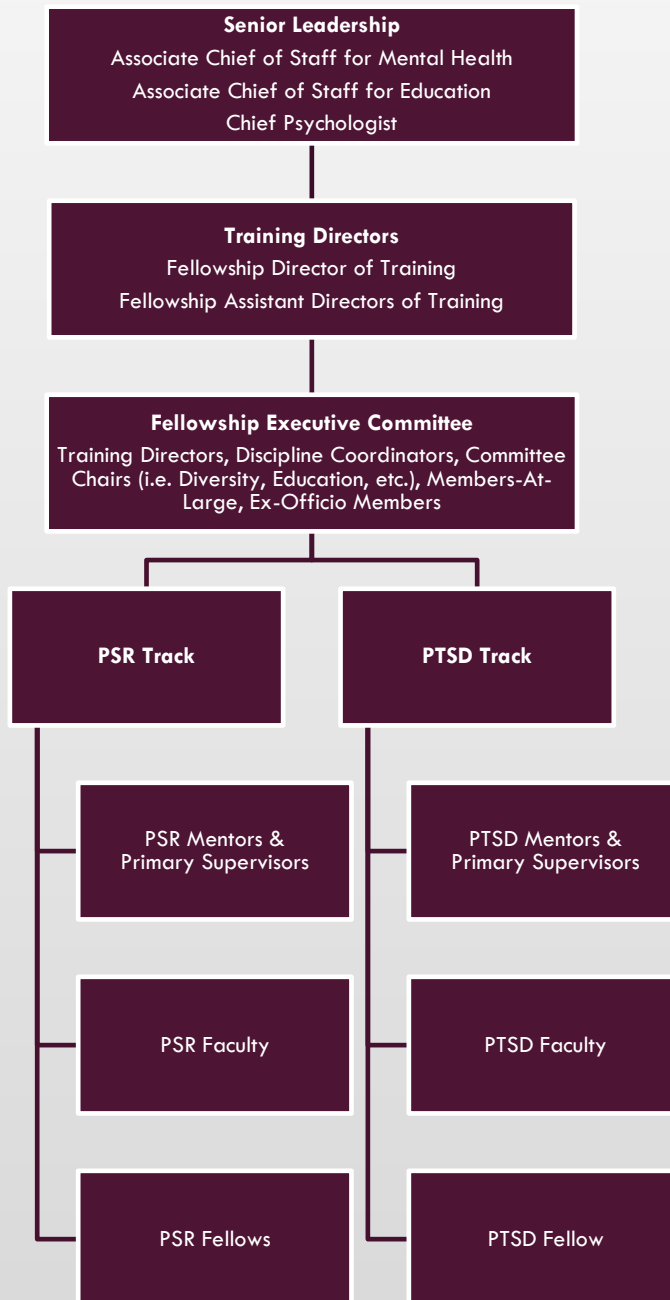 Senior Leadership
Associate Chief of Staff for Mental Health
Associate Chief of Staff for Education
Chief Psychologist
Training Directors
Fellowship Director of Training
Fellowship Assistant Directors of Training
Fellowship Executive Committee
Training Directors, Discipline Coordinators, Committee
Chairs (i.e. Diversity, Education, etc.), Members-At-
Large, Ex-Officio Members
PSR Track
PTSD Track
PSR Mentors &
Primary Supervisors
PTSD Mentors &
Primary Supervisors
PSR Faculty
PTSD Faculty
PSR Fellows
PTSD Fellow